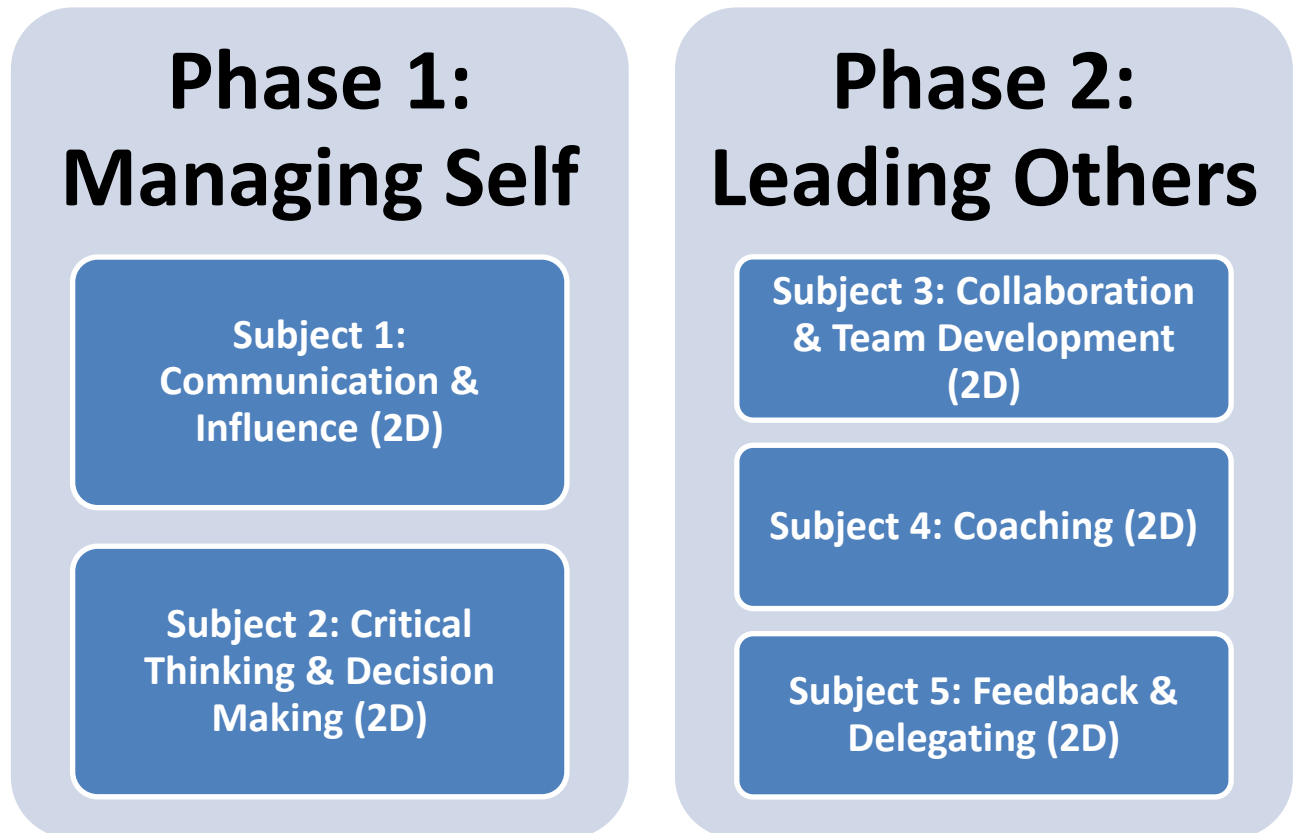 Phase 1:
Managing Self
Subject 1:
Communication &
Influence (2D)
Subject 2: Critical
Thinking & Decision
Making (2D)
Phase 2:
Leading Others
Subject 3: Collaboration
& Team Development
(2D)
Subject 4: Coaching (2D)
Subject 5: Feedback &
Delegating (2D)